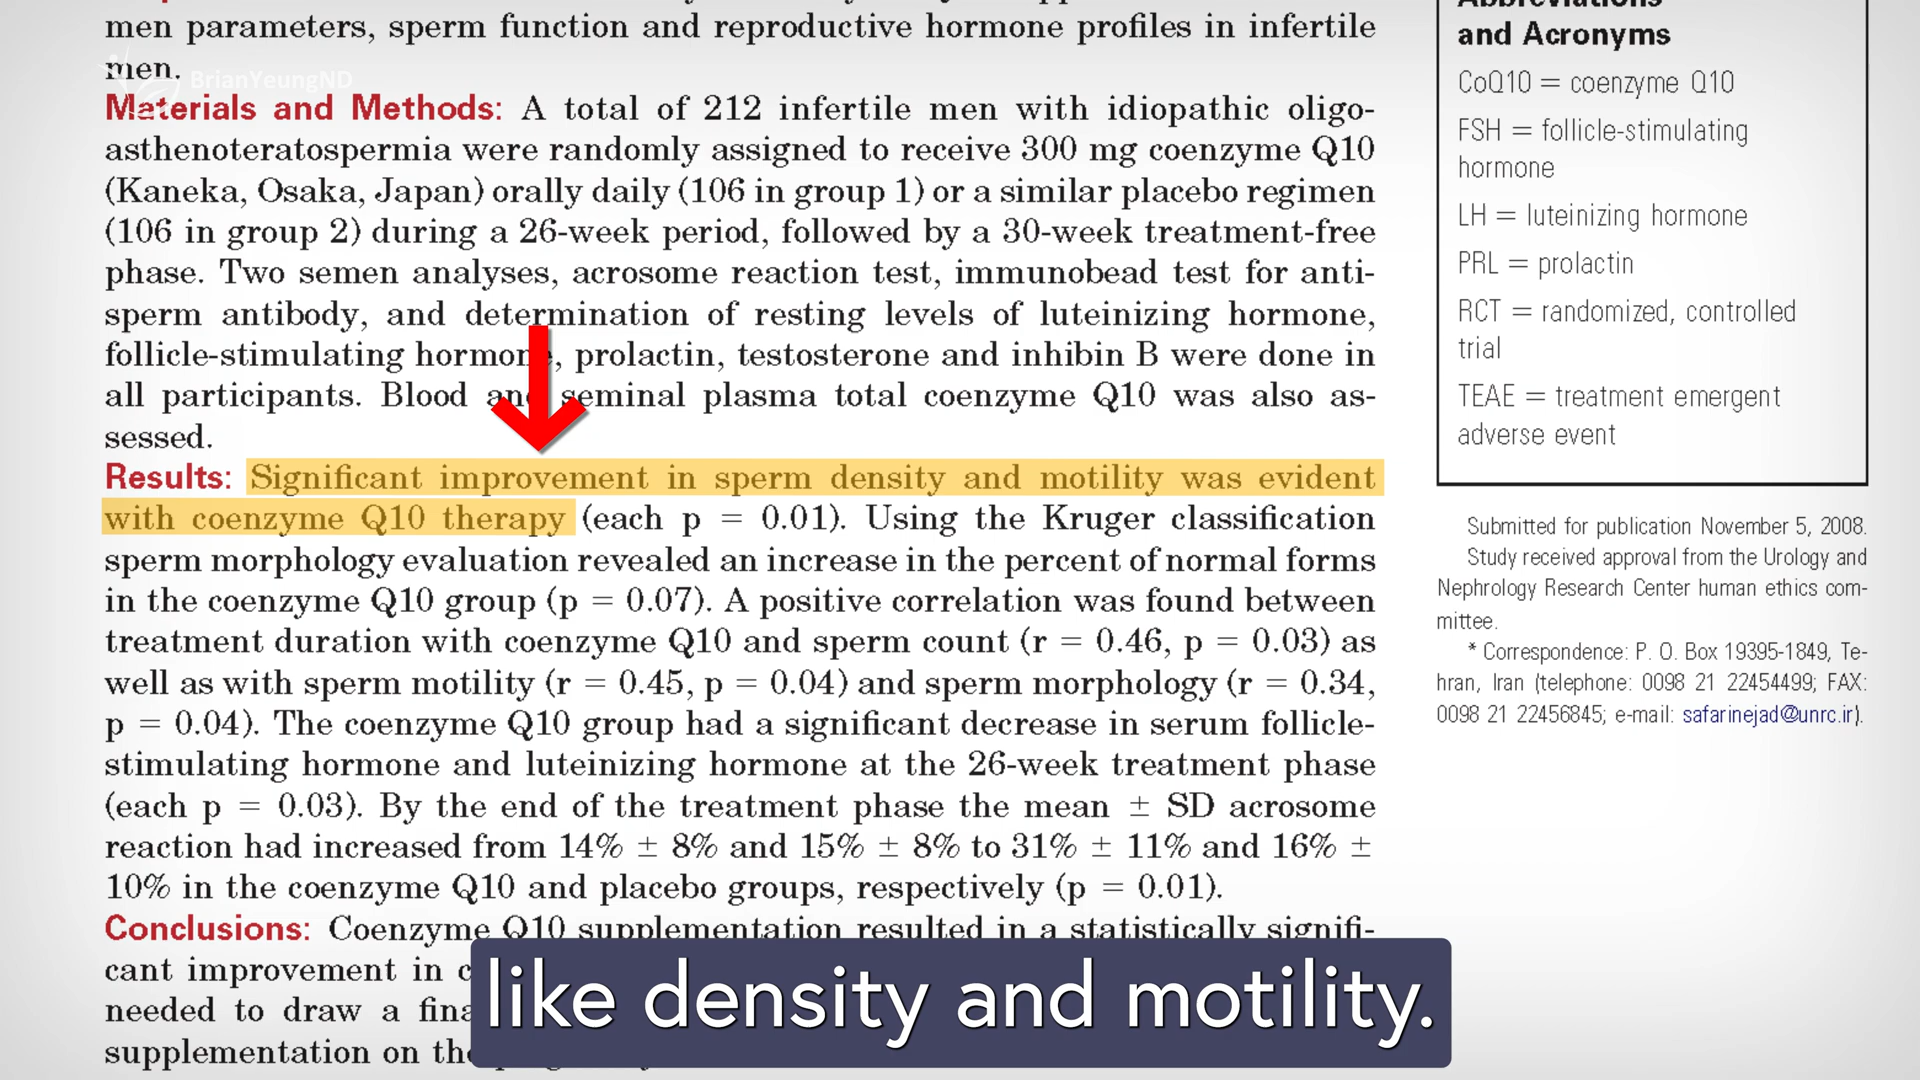 men parameters, sperm function and reproductive hormone profiles in infertile
men.
BrianYeungND
Materials and Methods: A total of 212 infertile men with idiopathic oligo-
asthenoteratospermia were randomly assigned to receive 300 mg coenzyme Q10
(Kaneka, Osaka, Japan) orally daily (106 in group 1) or a similar placebo regimen
(106 in group 2) during a 26-week period, followed by a 30-week treatment-free
phase. Two semen analyses, acrosome reaction test, immunobead test for anti-
sperm antibody, and determination of resting levels of luteinizing hormone,
follicle-stimulating hormone, prolactin, testosterone and inhibin B were done in
all participants. Blood and seminal plasma total coenzyme Q10 was also as-
sessed.
Results: Significant improvement in sperm density and motility was evident
with coenzyme Q10 therapy (each p = 0.01). Using the Kruger classification
sperm morphology evaluation revealed an increase in the percent of normal forms
in the coenzyme Q10 group (p = 0.07). A positive correlation was found between
treatment duration with coenzyme Q10 and sperm count (r = 0.46, p = 0.03) as
well as with sperm motility (r = 0.45, p = 0.04) and sperm morphology (r = 0.34,
p = 0.04). The coenzyme Q10 group had a significant decrease in serum follicle-
stimulating hormone and luteinizing hormone at the 26-week treatment phase
(each p = 0.03). By the end of the treatment phase the mean ± SD acrosome
reaction had increased from 14% ± 8% and 15% ± 8% to 31% ± 11% and 16% ±
10% in the coenzyme Q10 and placebo groups, respectively (p = 0.01).
Conclusions: Coenzyme Q10 supplementation resulted in a statistically signifi-
cant improvement in
needed to draw a
supplementation on
like density and motility.
Abbreviations
and Acronyms
CoQ10 = coenzyme Q10
FSH = follicle-stimulating
hormone
LH = luteinizing hormone
PRL = prolactin
RCT = randomized, controlled
trial
TEAE = treatment emergent
adverse event
Submitted for publication November 5, 2008.
Study received approval from the Urology and
Nephrology Research Center human ethics com-
mittee.
* Correspondence: P. O. Box 19395-1849, Te-
hran, Iran (telephone: 0098 21 22454499; FAX:
0098 21 22456845; e-mail: safarinejad@unrc.ir).